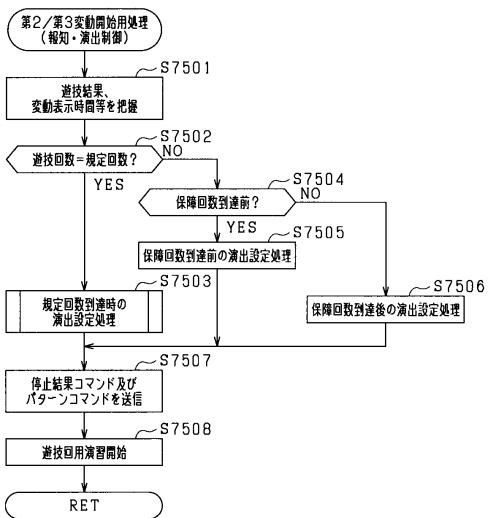 第2／第3変動開始用処理
(報知・演出制御)
S7501
遊技結果、
変動表示時間等を把握
S7502
遊技回数＝規定回数？
NO
YES
S7504
保障回数到達前？
NO
YES
S7505
保障回数到達前の演出設定処理
S7503
規定回数到達時の
演出設定処理
S7506
保障回数到達後の演出設定処理
S7507
停止結果コマンド及び
パターンコマンドを送信
S7508
遊技回用演習開始
RET